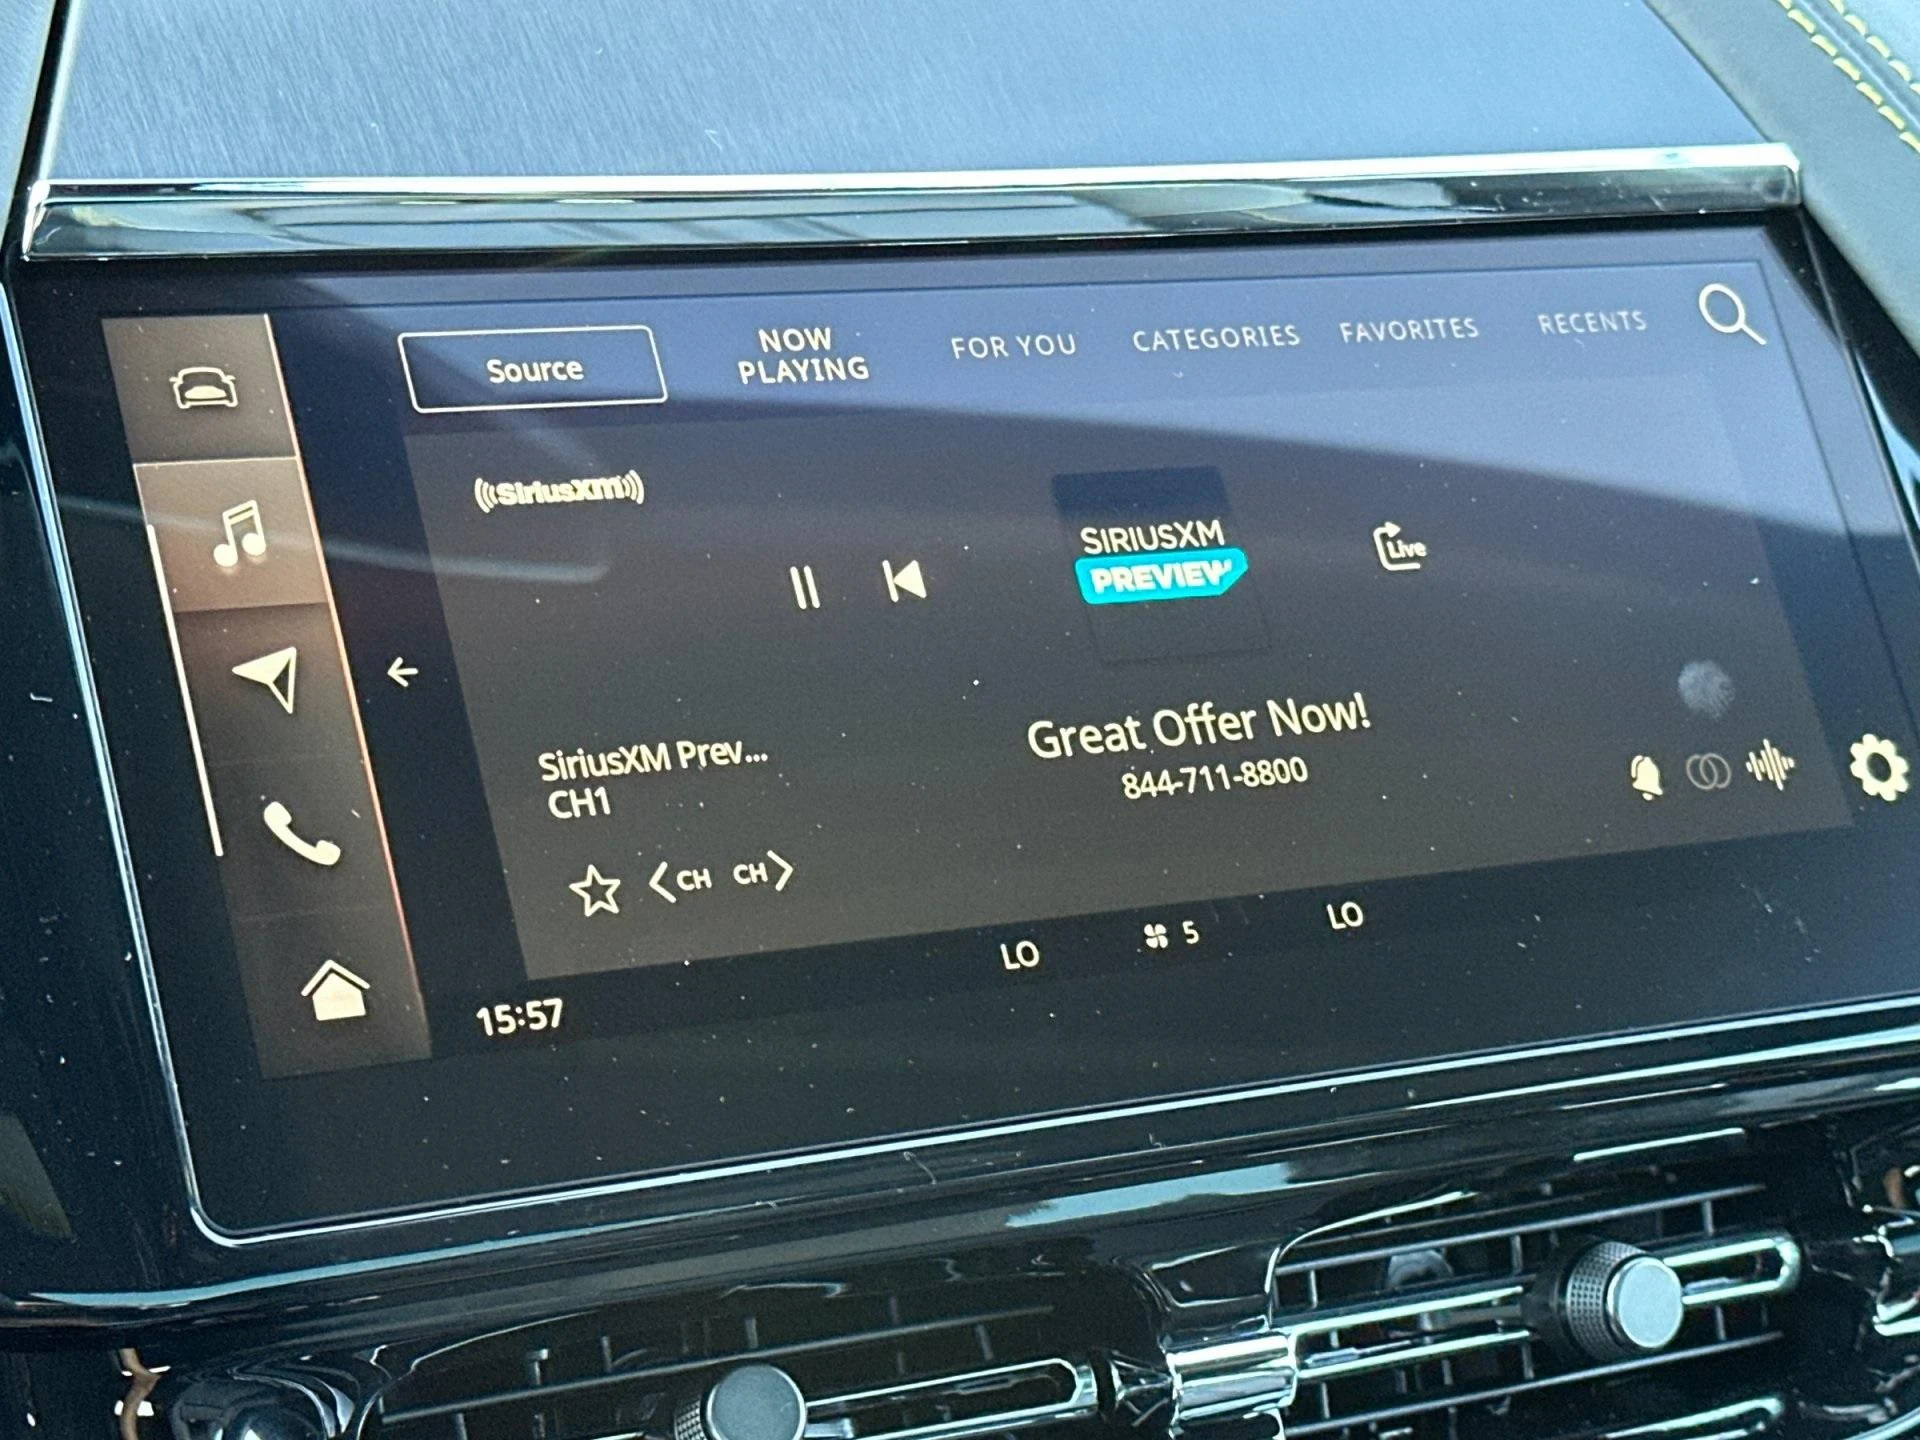 Source
NOW
PLAYING
FOR YOU
CATEGORIES
FAVORITES
RECENTS
((SiriusXM))
SIRIUSXM
PREVIEW
Live
SiriusXM Prev...
CH1
Great Offer Now!
844-711-8800
CH CH
LO
5
LO
15:57